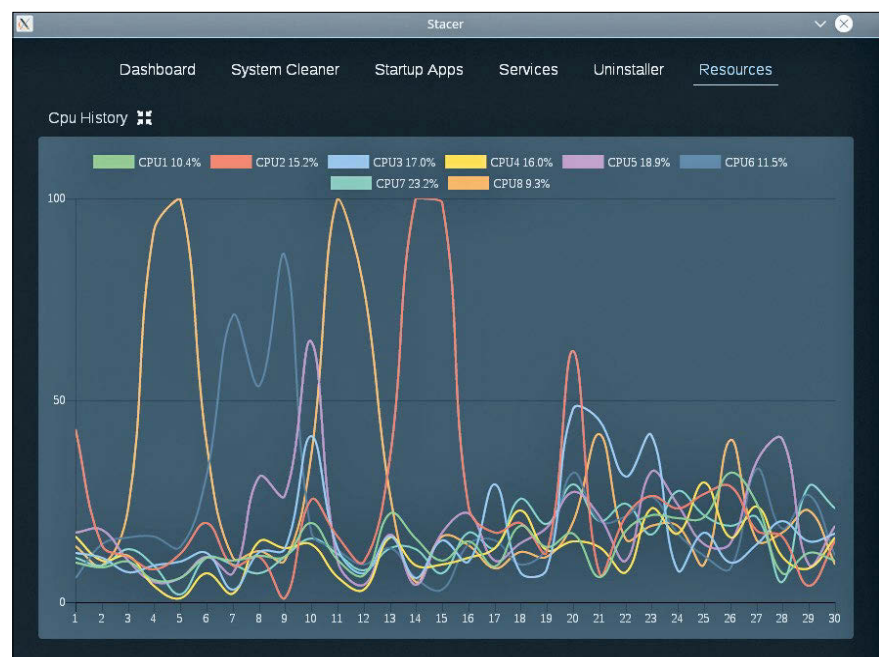 Stacer
Dashboard System Cleaner Startup Apps Services Uninstaller Resources
Cpu History
CPU1 10.4% CPU2 15.2% CPU3 17.0% CPU4 16.0% CPU5 18.9% CPU6 11.5%
CPU7 23.2% CPU8 9.3%
100
50
0
1 2 3 4 5 6 7 8 9 10 11 12 13 14 15 16 17 18 19 20 21 22 23 24 25 26 27 28 29 30